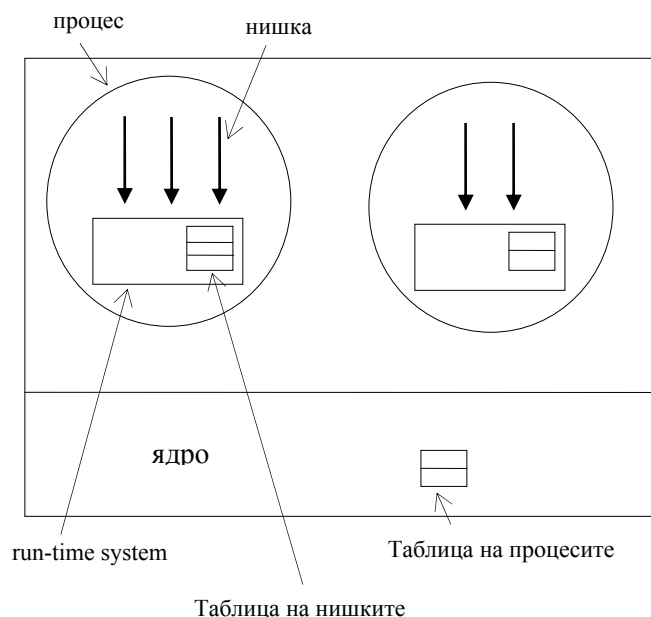 процес
нишка
ядро
run-time system
Таблица на процесите
Таблица на нишките